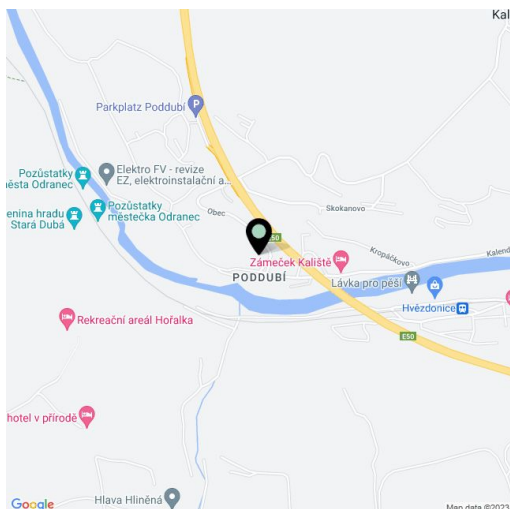 Kal
Parkplatz Poddubí
P
Pozůstatky
města Odranec
Elektro FV - revize
EZ, elektroinstalační a...
Pozůstatky
městečka Odranec
enina hradu
Stará Dubá
Obec
Skokanovo
E50
Zámeček Kaliště
Kropáčkovo
Kalend
PODDUBÍ
Lávka pro pěší
Hvězdonice
Rekreační areál Hořalka
E50
hotel v přírodě
Hlava Hliněná
Google
Map data ©2023